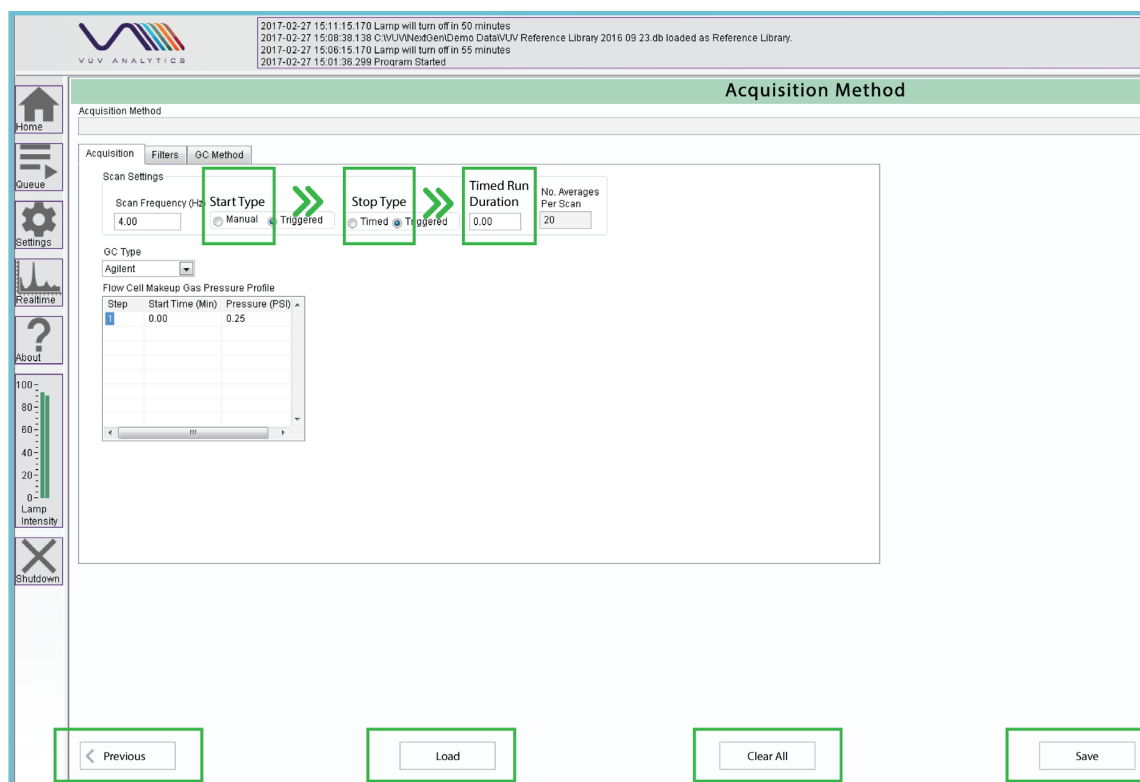 VUV ANALYTICS
2017-02-27 15:11:15.170 Lamp will turn off in 50 minutes
2017-02-27 15:08:38.138 C:\VUV\NextGen\Demo Data\VUV Reference Library 2016 09 23.db loaded as Reference Library.
2017-02-27 15:06:15.170 Lamp will turn off in 55 minutes
2017-02-27 15:01:36.299 Program Started
Home
Queue
Settings
Realtime
About
100
80
60
40
20
0
Lamp
Intensity
Shutdown
Acquisition Method
Acquisition Method
Acquisition Filters GC Method
Scan Settings
Scan Frequency (Hz
4.00
Start Type
Manual Triggered
Stop Type
Timed Triggered
Timed Run
Duration
0.00
No. Averages
Per Scan
20
GC Type
Agilent
Flow Cell Makeup Gas Pressure Profile
Step Start Time (Min) Pressure (PSI)
1 0.00 0.25
Previous Load Clear All Save